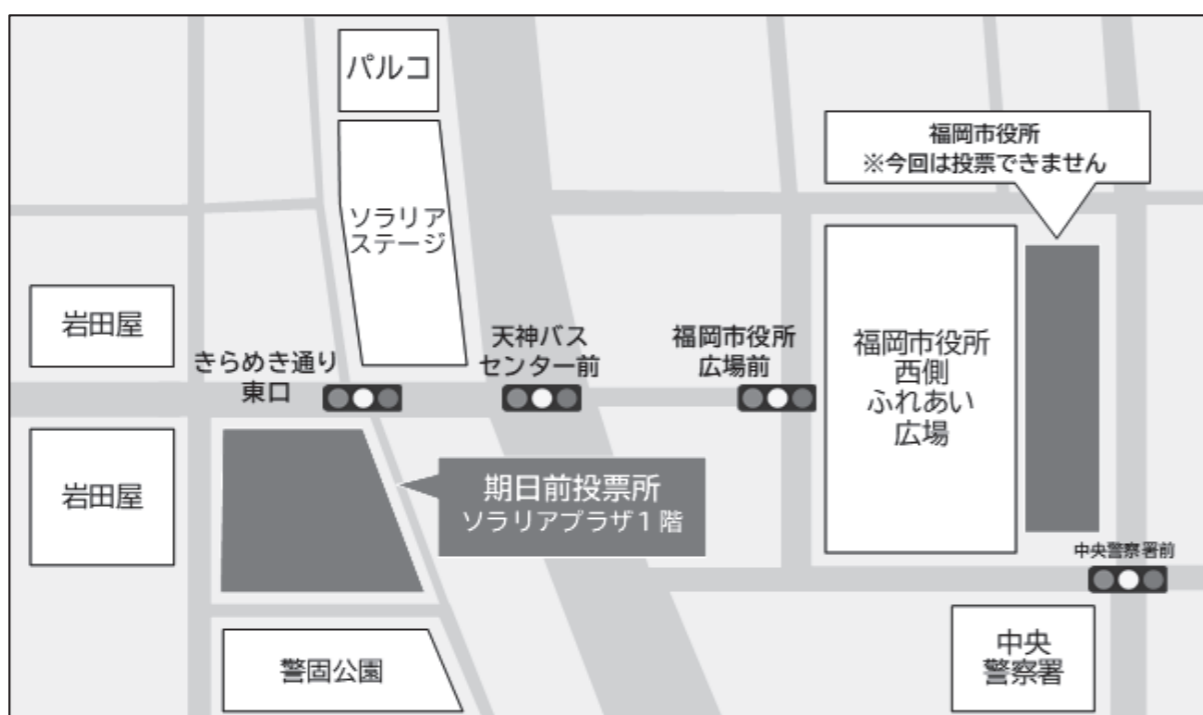 パルコ
福岡市役所
※今回は投票できません
ソラリア
ステージ
岩田屋
きらめき通り
東口
天神バス
センター前
福岡市役所
広場前
福岡市役所
西側
ふれあい
広場
岩田屋
期日前投票所
ソラリアプラザ1階
中央警察署前
警固公園
中央
警察署